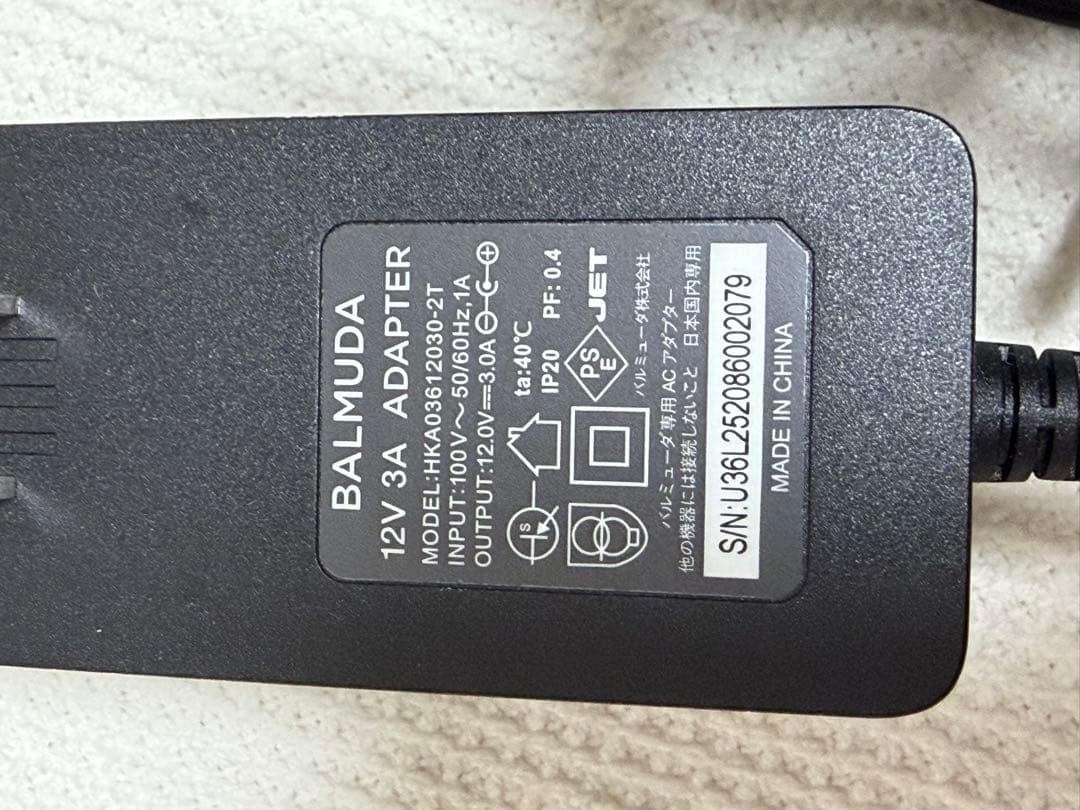 BALMUDA
12V 3A ADAPTER
MODEL:HKA03612030-2T
INPUT:100V～50/60Hz,1A
OUTPUT:12.0V⎓3.0A
S
ta:40℃
IP20 PF: 0.4
PS
E
JET
バルミューダ株式会社
バルミューダ専用 AC アダプター
他の機器には接続しないこと 日本国内専用
S/N:U36L2520860002079
MADE IN CHINA